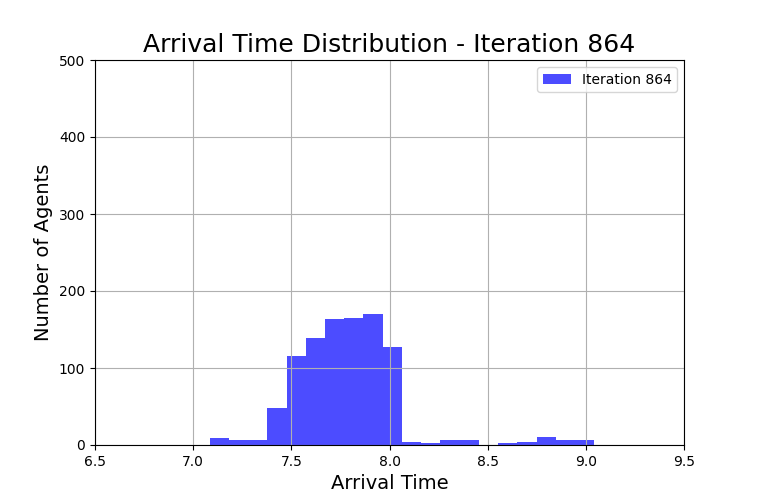 Arrival Time Distribution - Iteration 864
Iteration 864
500
400
300
200
100
0
Number of Agents
6.5 7.0 7.5 8.0 8.5 9.0 9.5
Arrival Time